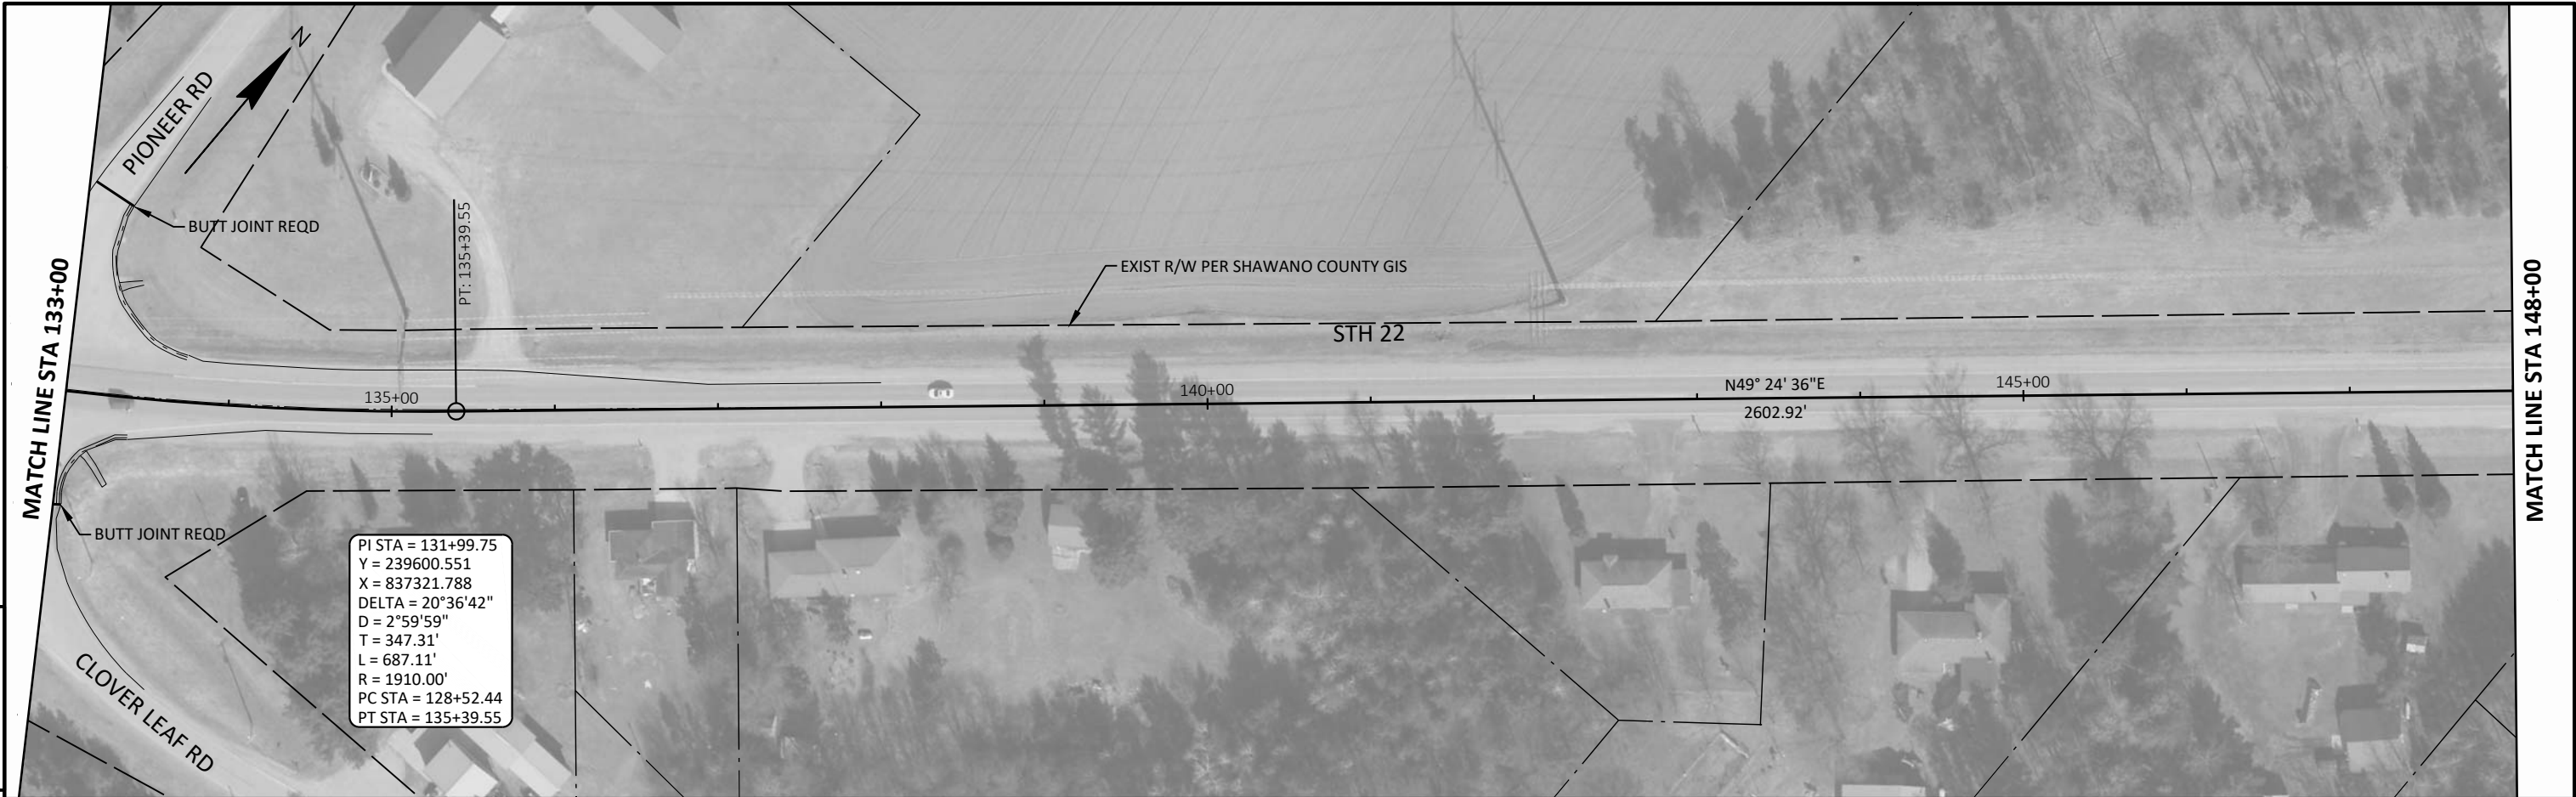 N
PIONEER RD
BUTT JOINT REQD
PT: 135+39.55
EXIST R/W PER SHAWANO COUNTY GIS
STH 22
MATCH LINE STA 133+00
MATCH LINE STA 148+00
135+00
140+00
N49° 24' 36"E
2602.92'
145+00
BUTT JOINT REQD
PI STA = 131+99.75
Y = 239600.551
X = 837321.788
DELTA = 20°36'42"
D = 2°59'59"
T = 347.31'
L = 687.11'
R = 1910.00'
PC STA = 128+52.44
PT STA = 135+39.55
CLOVER LEAF RD